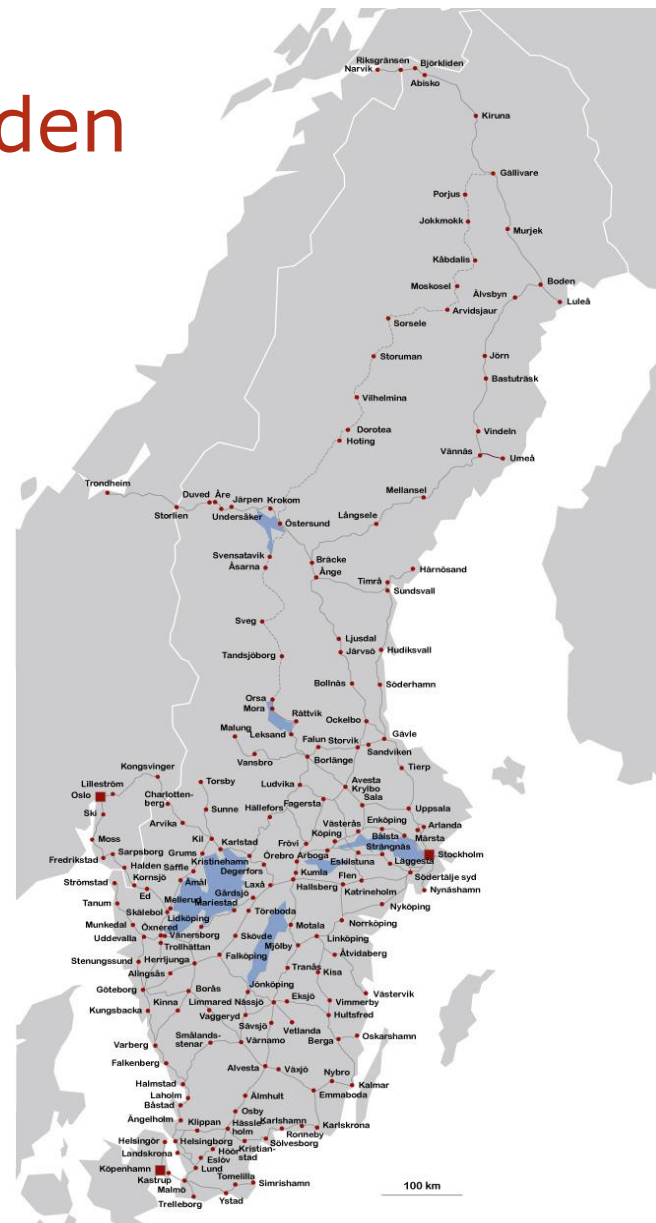 den
Riksgränsen
Björkliden
Narvik
Abisko
Kiruna
Gällivare
Porjus
Jokkmokk
Murjek
Kåbdalis
Moskosel
Boden
Älvsbyn
Luleå
Arvidsjaur
Sorsele
Storuman
Jörn
Bastuträsk
Vilhelmina
Dorotea
Vindeln
Hoting
Vännäs
Umeå
Trondheim
Mellansel
Duved
Åre
Järpen
Krokom
Storlien
Undersåker
Östersund
Långsele
Svensatavik
Åsarna
Bräcke
Ånge
Härnösand
Timrå
Sundsvall
Sveg
Ljusdal
Järvsö
Hudiksvall
Tandsjöborg
Bollnäs
Söderhamn
Orsa
Mora
Rättvik
Ockelbo
Malung
Leksand
Falun
Storvik
Gävle
Sandviken
Vansbro
Borlänge
Tierp
Kongsvinger
Lilleström
Oslo
Torsby
Ludvika
Avesta
Krylbo
Charlotten-
berg
Hällefors
Fagersta
Sala
Ski
Sunne
Uppsala
Arvika
Västerås
Enköping
Arlanda
Köping
Bålsta
Märsta
Moss
Kil
Karlstad
Frövi
Strängnäs
Stockholm
Sarpsborg
Grums
Kristinehamn
Örebro
Arboga
Eskilstuna
Läggesta
Fredrikstad
Halden
Säffle
Degerfors
Kumla
Flen
Södertälje syd
Kornsjö
Åmål
Laxå
Hallsberg
Katrineholm
Nynäshamn
Strömstad
Ed
Gårdsjö
Mellerud
Mariestad
Nyköping
Tanum
Skålebol
Lidköping
Töreboda
Munkedal
Öxnered
Vänersborg
Motala
Norrköping
Uddevalla
Trollhättan
Skövde
Mjölby
Linköping
Stenungssund
Herrljunga
Falköping
Åtvidaberg
Alingsås
Tranås
Kisa
Göteborg
Borås
Jönköping
Västervik
Kinna
Limmared
Nässjö
Eksjö
Vimmerby
Kungsbacka
Vaggeryd
Hultsfred
Sävsjö
Vetlanda
Smålands-
stenar
Värnamo
Berga
Oskarshamn
Varberg
Falkenberg
Alvesta
Växjö
Nybro
Halmstad
Kalmar
Laholm
Älmhult
Emmaboda
Båstad
Osby
Ängelholm
Klippan
Hässle
holm
Karlshamn
Karlskrona
Helsingör
Helsingborg
Ronneby
Sölvesborg
Landskrona
Höör
Kristian-
stad
Eslöv
Köpenhamn
Lund
Kastrup
Tomelilla
Simrishamn
Malmö
Trelleborg
Ystad
100 km